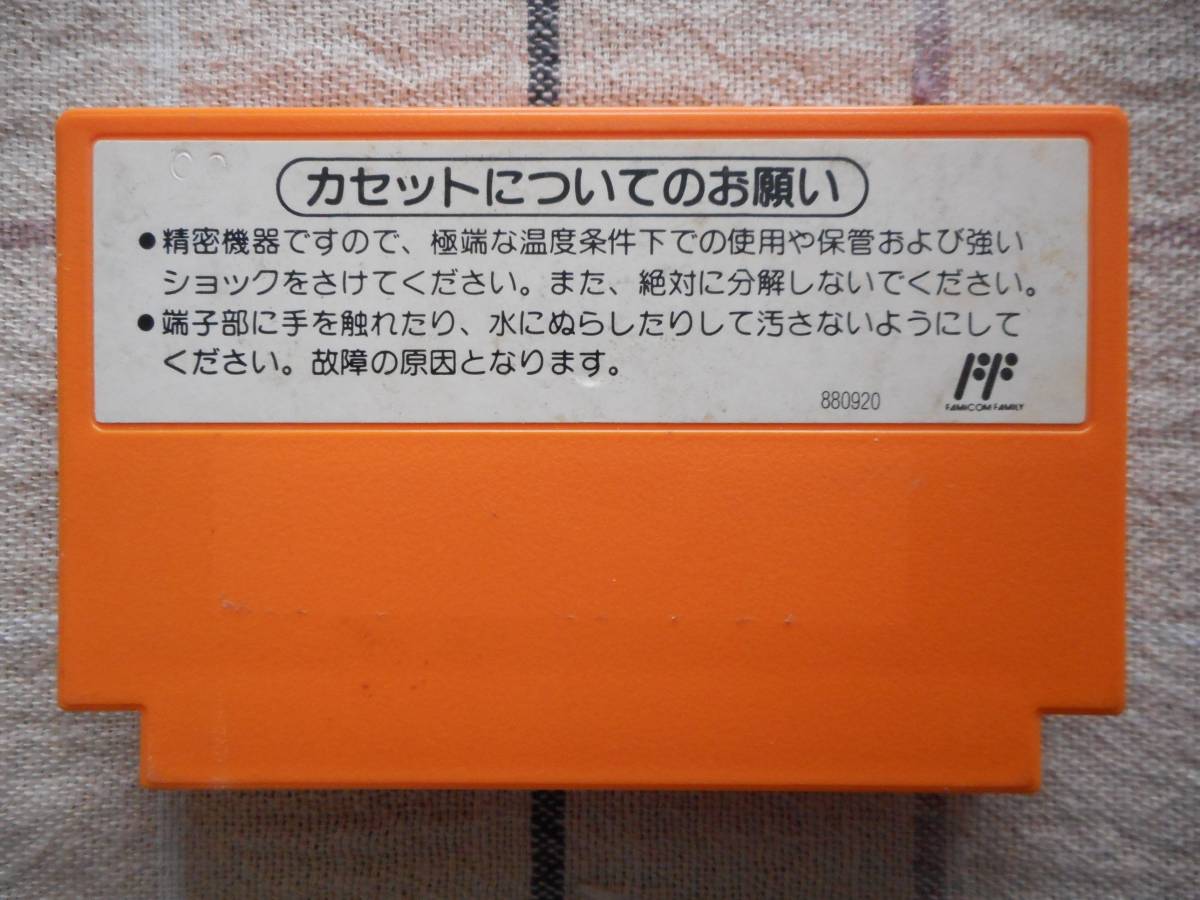 カセットについてのお願い
●精密機器ですので、極端な温度条件下での使用や保管および強い
ショックをさけてください。また、絶対に分解しないでください。
●端子部に手を触れたり、水にぬらしたりして汚さないようにして
ください。故障の原因となります。
880920
FF
FAMICOM FAMILY